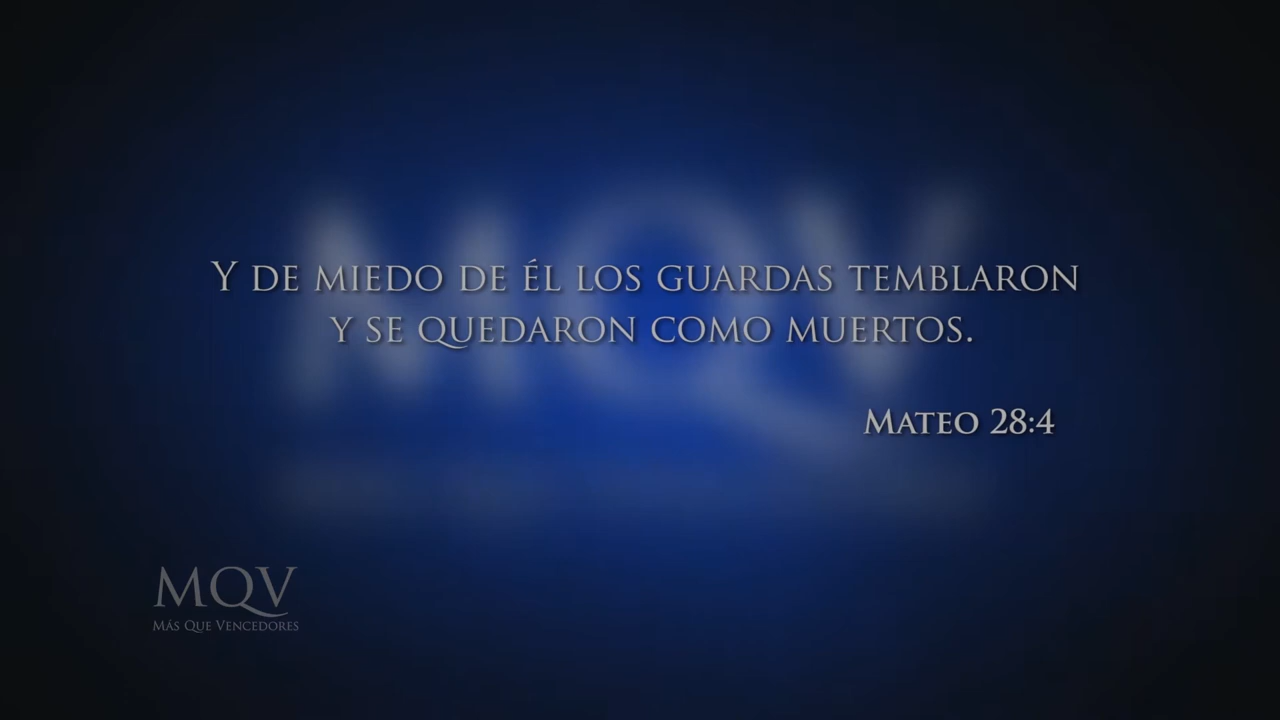 Y DE MIEDO DE ÉL LOS GUARDAS TEMBLARON
Y SE QUEDARON COMO MUERTOS.
MATEO 28:4
MQV
MÁS QUE VENCEDORES